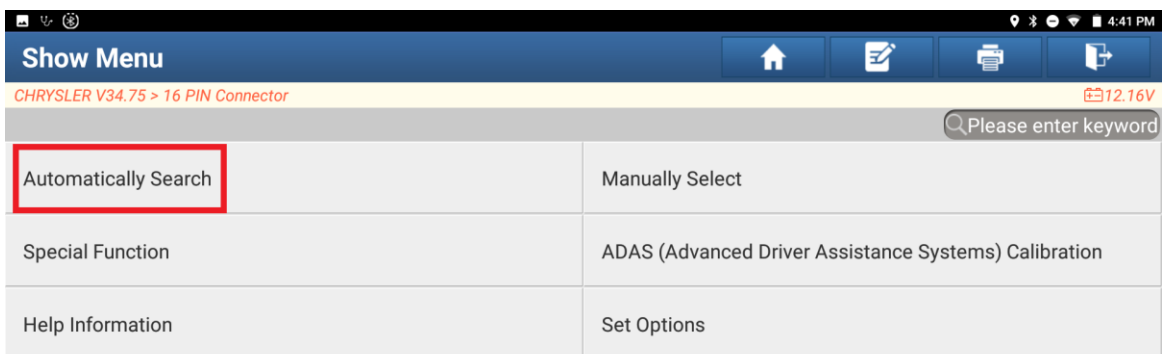 4:41 PM
Show Menu
CHRYSLER V34.75 > 16 PIN Connector
12.16V
Please enter keyword
Automatically Search
Manually Select
Special Function
ADAS (Advanced Driver Assistance Systems) Calibration
Help Information
Set Options